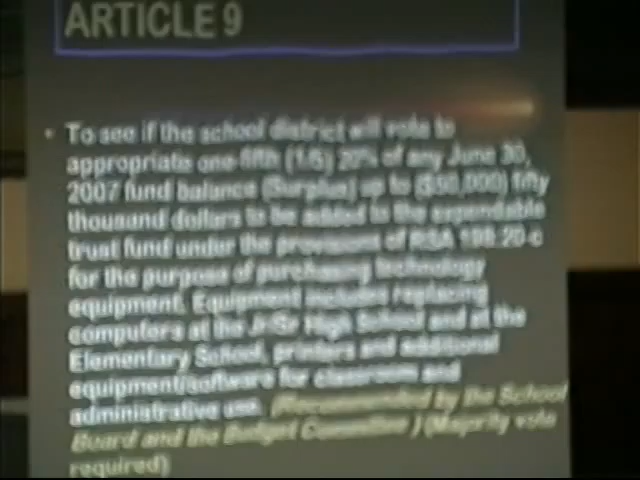 ARTICLE 9
• To see if the school district will vote to
appropriate one-fifth (1/5) 20% of any June 30,
2007 fund balance (Surplus) up to ($50,000) fifty
thousand dollars to be added to the expendable
trust fund under the provisions of RSA 198:20-c
for the purpose of purchasing technology
equipment. Equipment includes replacing
computers at the Jr/Sr High School and at the
Elementary School, printers and additional
equipment/software for classroom and
administrative use. (Recommended by the School
Board and the Budget Committee ) (Majority vote
required)